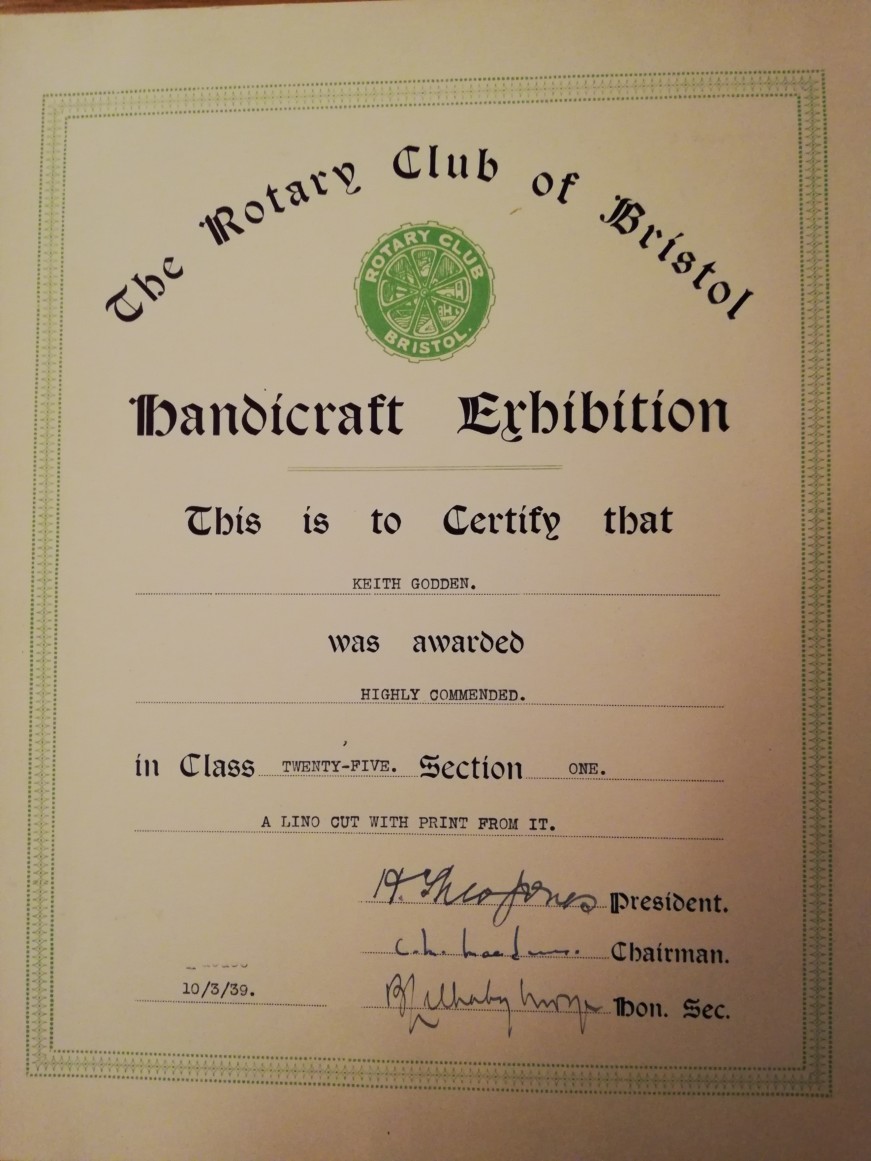 The Rotary Club of Bristol
ROTARY CLUB
BRISTOL.
Handicraft Exhibition
This is to Certify that
KEITH GODDEN.
was awarded
HIGHLY COMMENDED.
in Class TWENTY-FIVE. Section ONE.
A LINO CUT WITH PRINT FROM IT.
H. Theo Jones President.
Chairman.
10/3/39.
Hon. Sec.